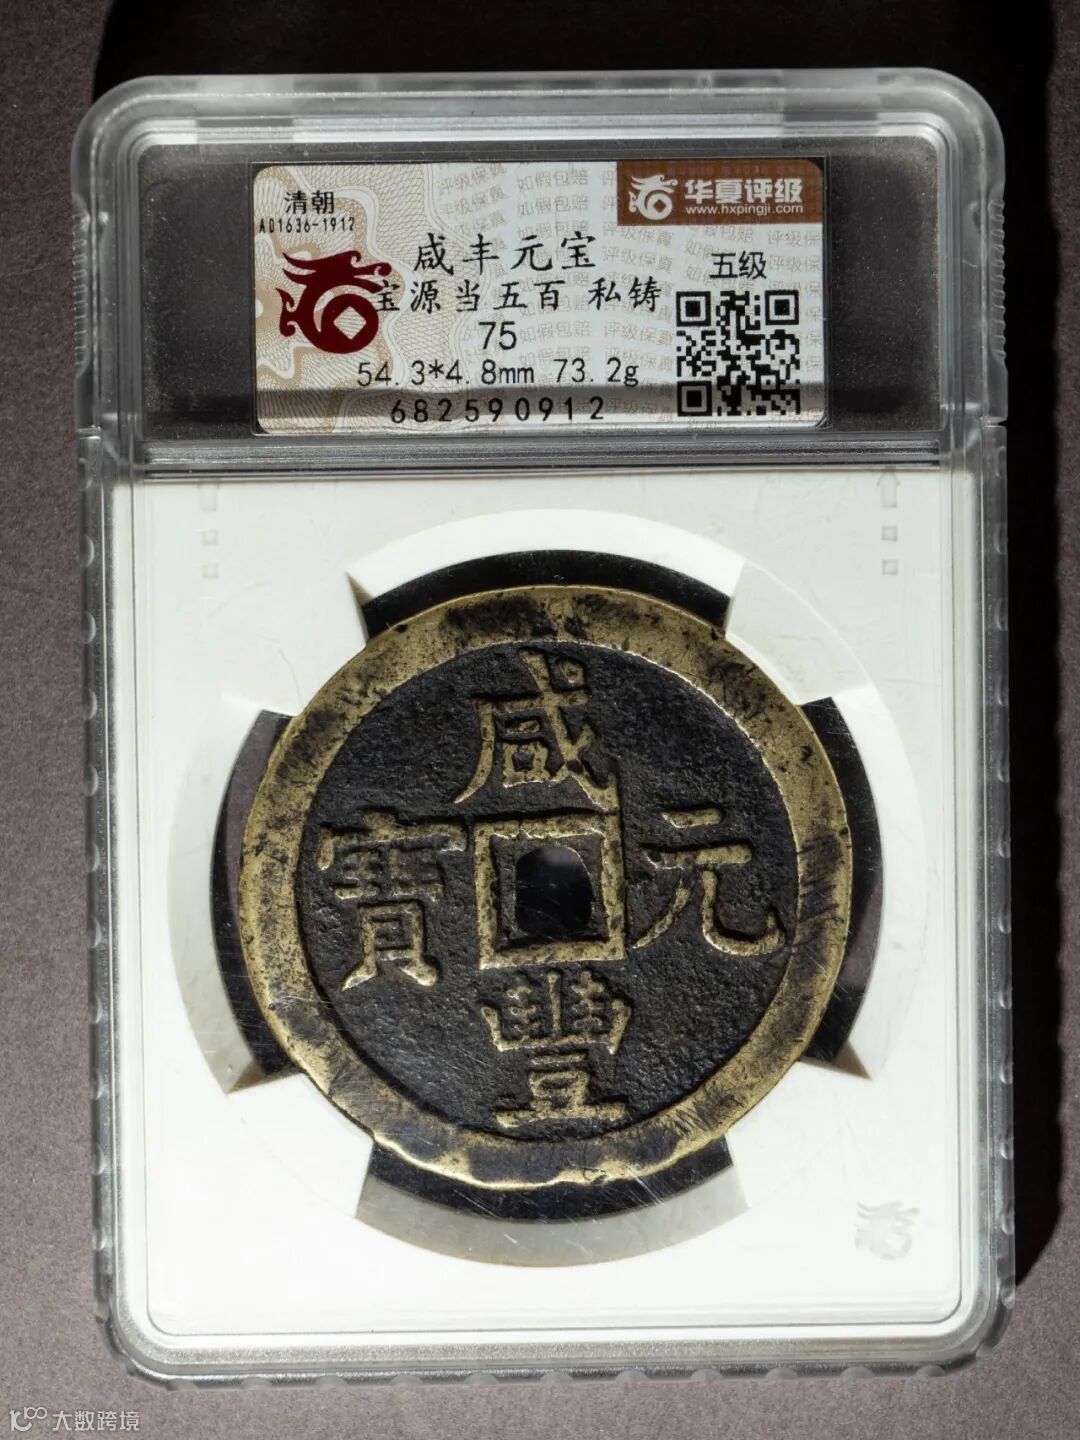 清朝
AD1636-1912
华夏评级
www.hxpingji.com
咸丰元宝
五级
宝源当五百 私铸
75
54.3*4.8mm 73.2g
682590912
咸
寶 元
豐
大数跨境